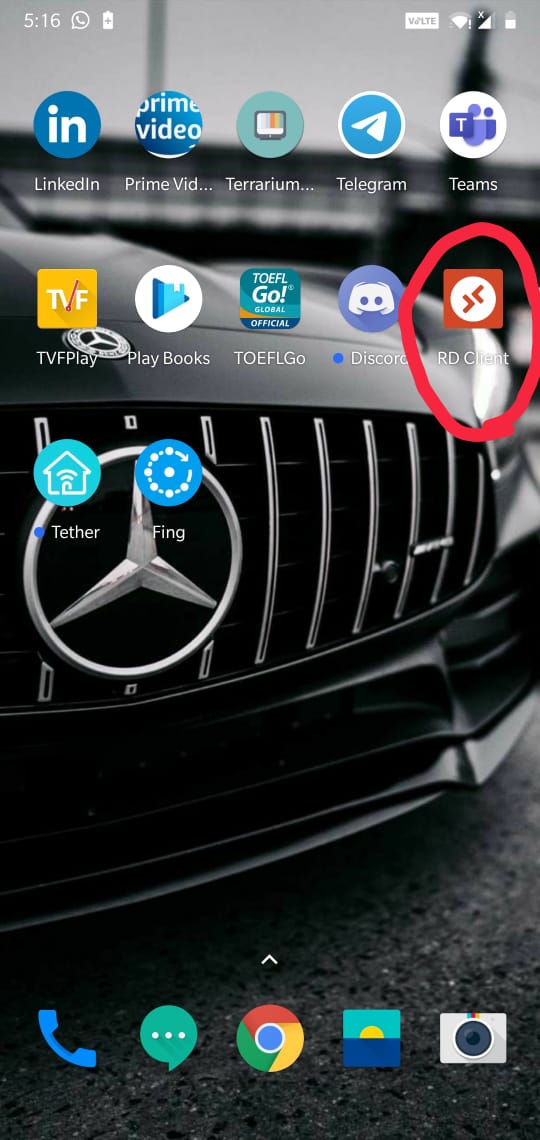 5:16
VoLTE
X
LinkedIn
Prime Vid...
Terrarium...
Telegram
Teams
LinkedIn
prime
video
T
TVF
TOEFL
Go!®
GLOBAL
OFFICIAL
TVFPlay
Play Books
TOEFLGo
Discord
RD Client
Tether
Fing